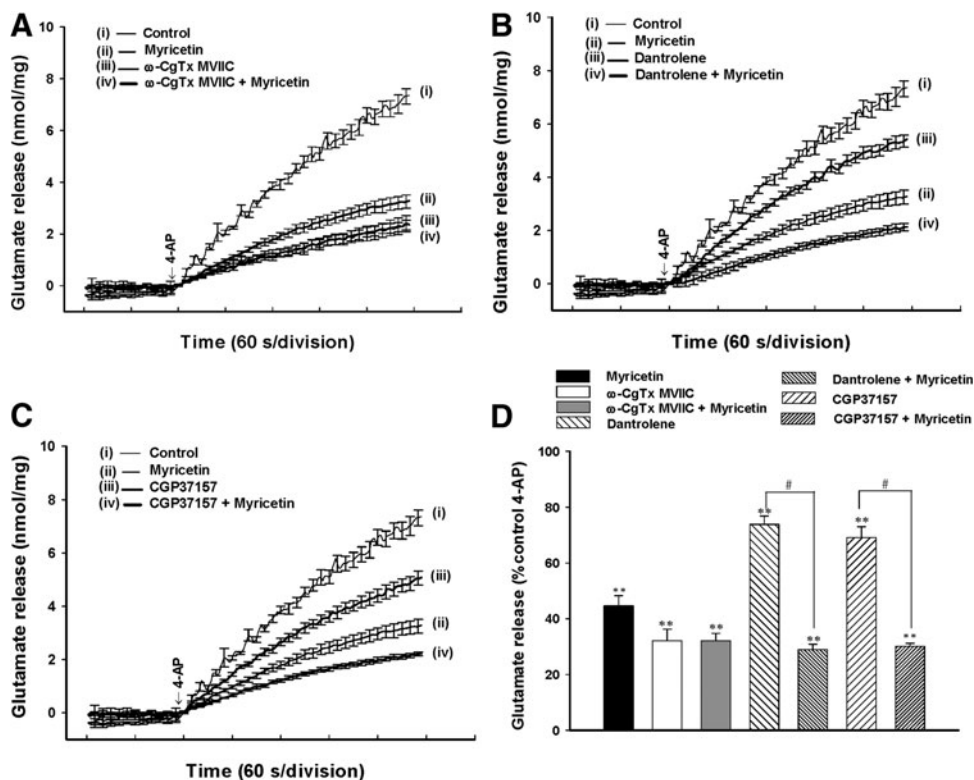 A
(i) Control
(ii) Myricetin
(iii) ω-CgTx MVIIC
(iv) ω-CgTx MVIIC + Myricetin
Glutamate release (nmol/mg)
10
8
6
4
2
0
4-AP
(i)
(ii)
(iii)
(iv)
Time (60 s/division)
B
(i) Control
(ii) Myricetin
(iii) Dantrolene
(iv) Dantrolene + Myricetin
Glutamate release (nmol/mg)
10
8
6
4
2
0
4-AP
(i)
(iii)
(ii)
(iv)
Time (60 s/division)
C
(i) Control
(ii) Myricetin
(iii) CGP37157
(iv) CGP37157 + Myricetin
Glutamate release (nmol/mg)
10
8
6
4
2
0
4-AP
(i)
(iii)
(ii)
(iv)
Time (60 s/division)
D
Myricetin
ω-CgTx MVIIC
ω-CgTx MVIIC + Myricetin
Dantrolene
Dantrolene + Myricetin
CGP37157
CGP37157 + Myricetin
Glutamate release (%control 4-AP)
100
80
60
40
20
0
**
**
**
**
#
**
**
#
**